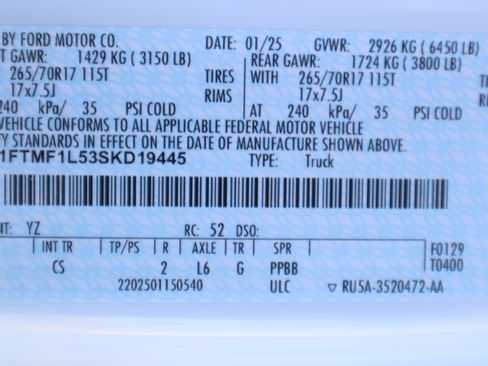 BY FORD MOTOR CO. DATE: 01/25 GVWR: 2926 KG (6450 LB)
T GAWR: 1429 KG (3150 LB) REAR GAWR: 1724 KG (3800 LB)
265/70R17 115T TIRES WITH 265/70R17 115T
17x7.5J RIMS 17x7.5J
240 kPa/ 35 PSI COLD AT 240 kPa/ 35 PSI COLD
VEHICLE CONFORMS TO ALL APPLICABLE FEDERAL MOTOR VEHICLE
TY STANDARDS IN EFFECT ON THE DATE OF MANUFACTURE SHOWN ABOVE
1FTMF1L53SKD19445 TYPE: Truck
NT: YZ RC: 52 DSO:
INT TR TP/PS R AXLE TR SPR F0129
CS 2 L6 G PPBB T0400
2202501150540 ULC ▽ RU5A-3520472-AA